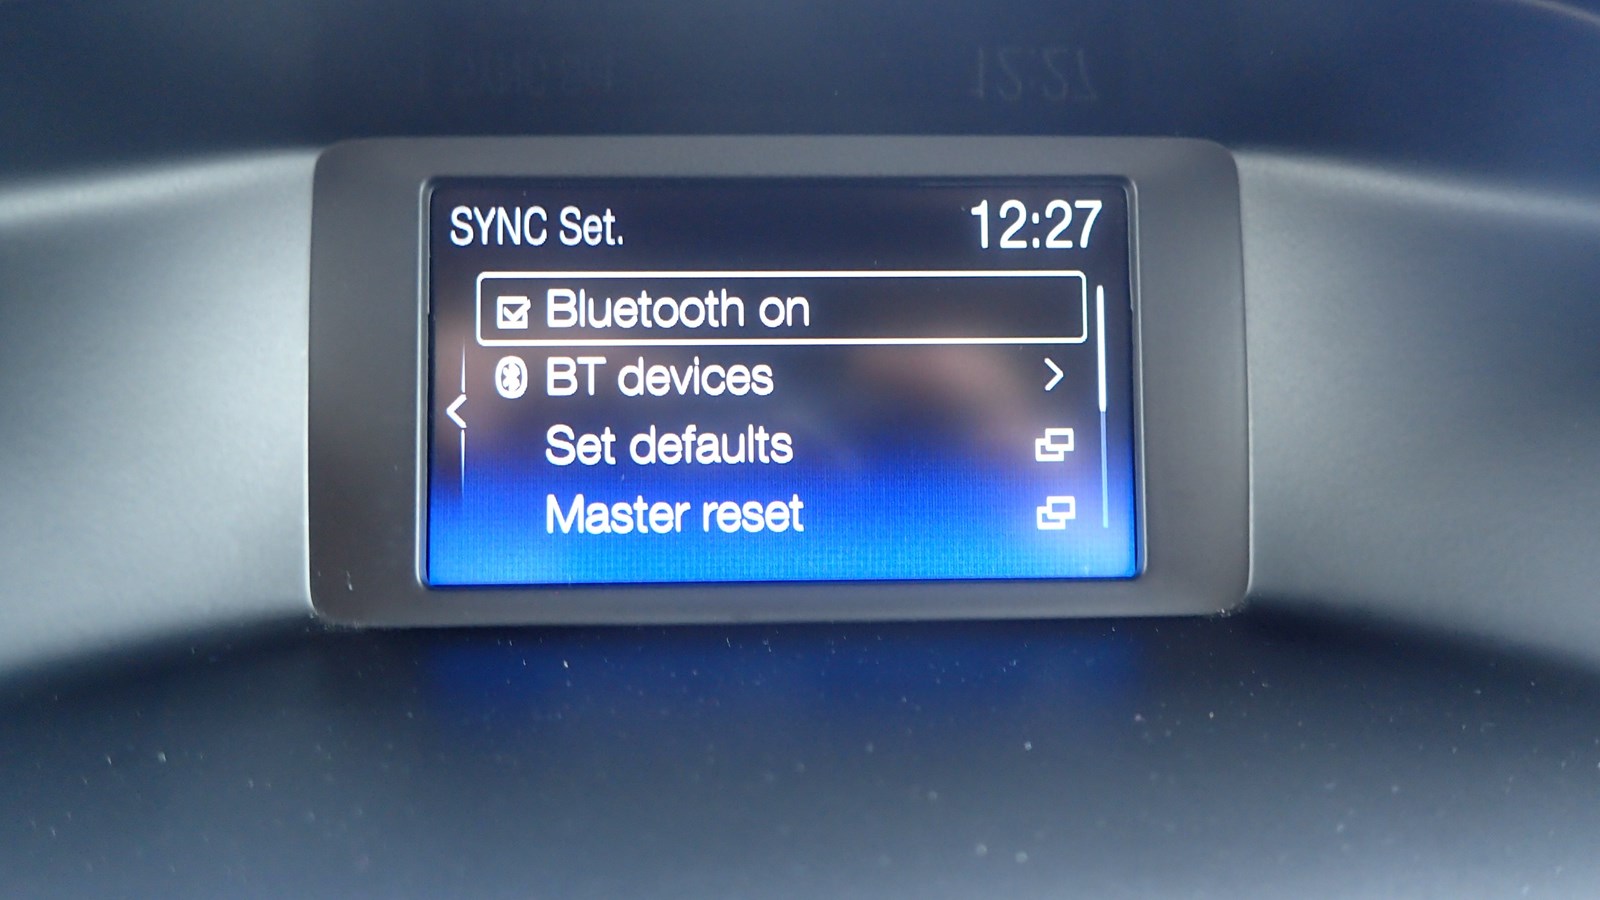 SYNC Set. 12:27
Bluetooth on
BT devices
Set defaults
Master reset